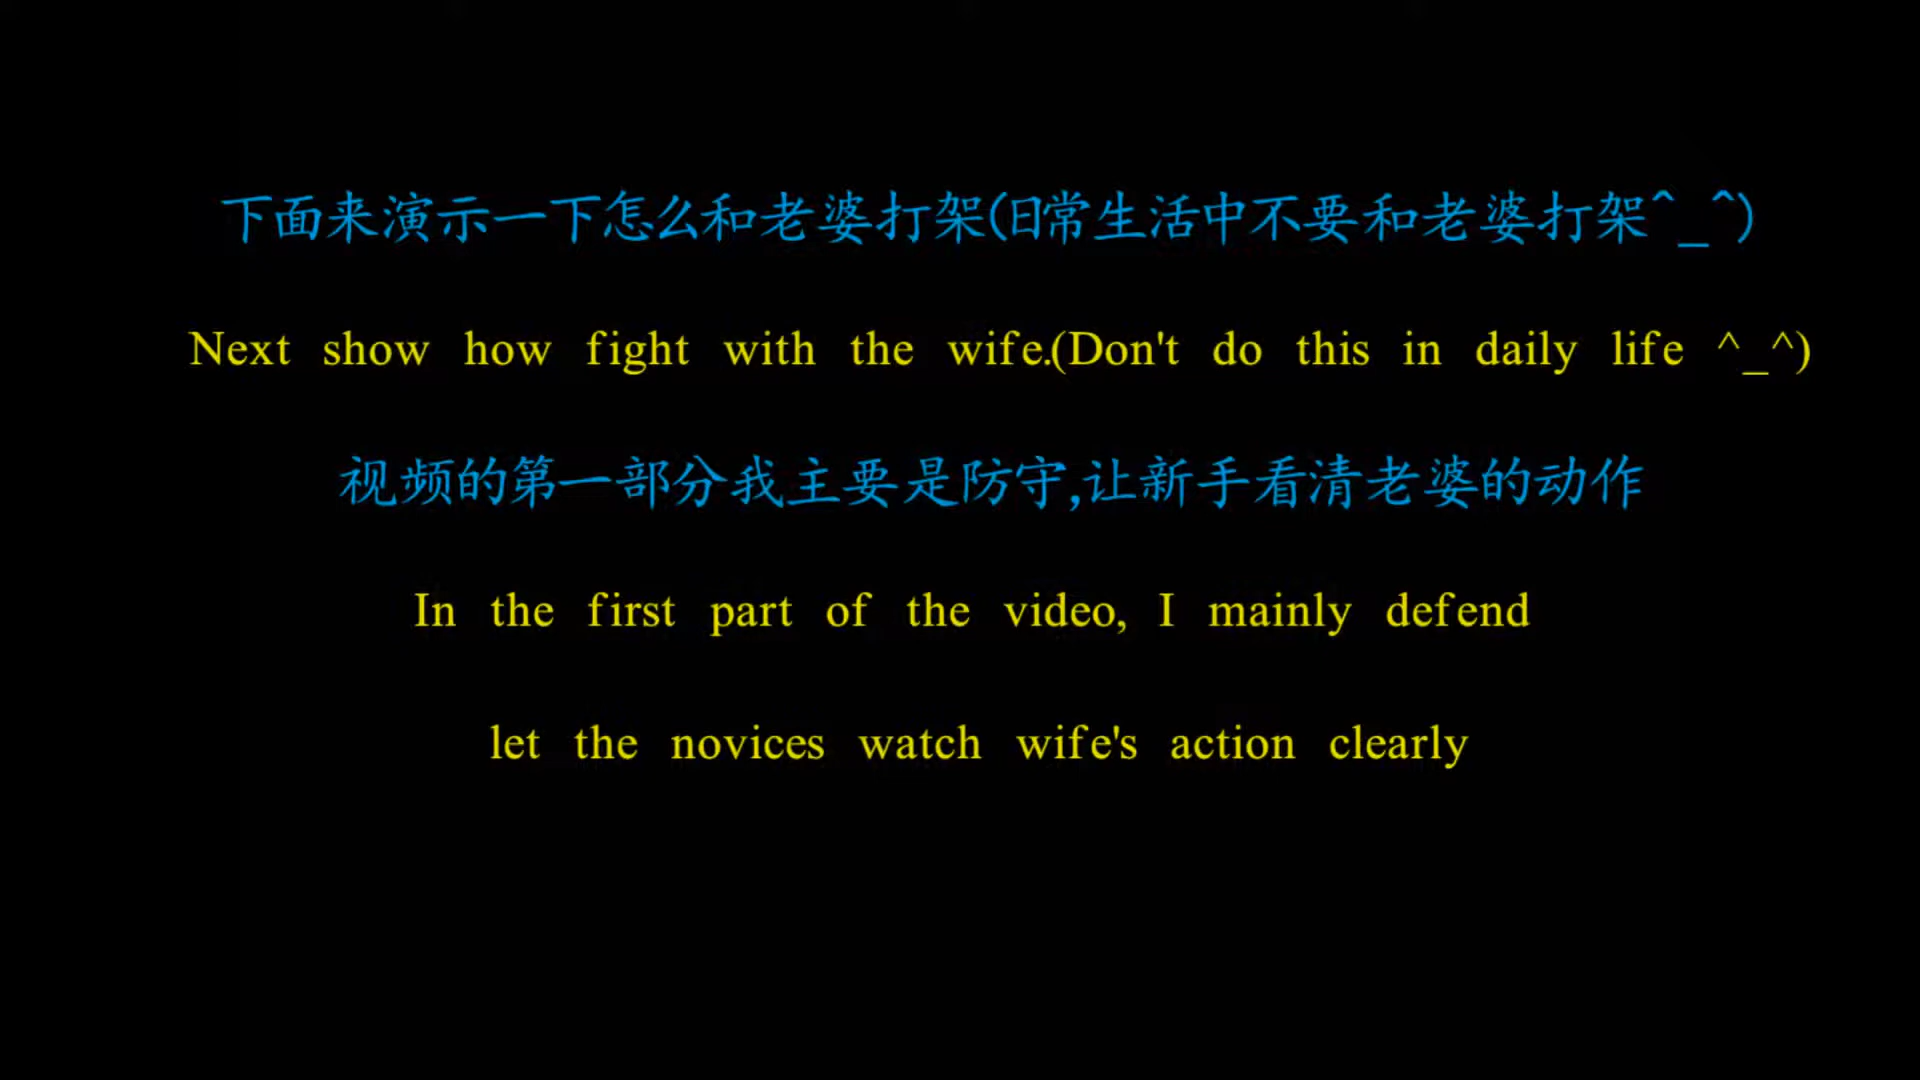 下面来演示一下怎么和老婆打架(日常生活中不要和老婆打架^_^)
Next show how fight with the wife.(Don't do this in daily life ^_^)
视频的第一部分我主要是防守,让新手看清老婆的动作
In the first part of the video, I mainly defend
let the novices watch wife's action clearly